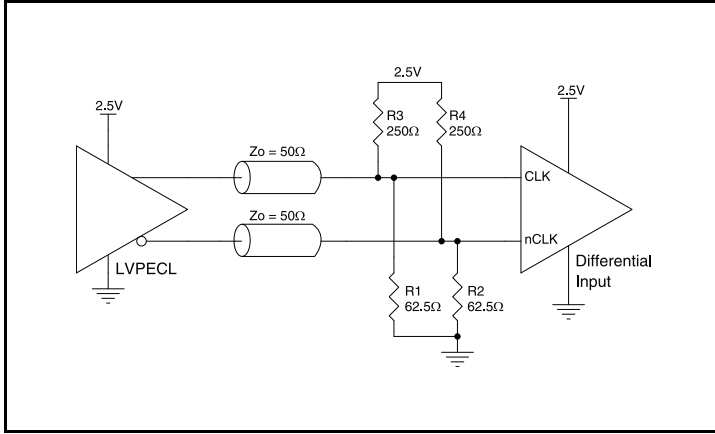 2.5V
2.5V
2.5V
R3
250Ω
R4
250Ω
Zo = 50Ω
CLK
Zo = 50Ω
nCLK
LVPECL
Differential
Input
R1
62.5Ω
R2
62.5Ω